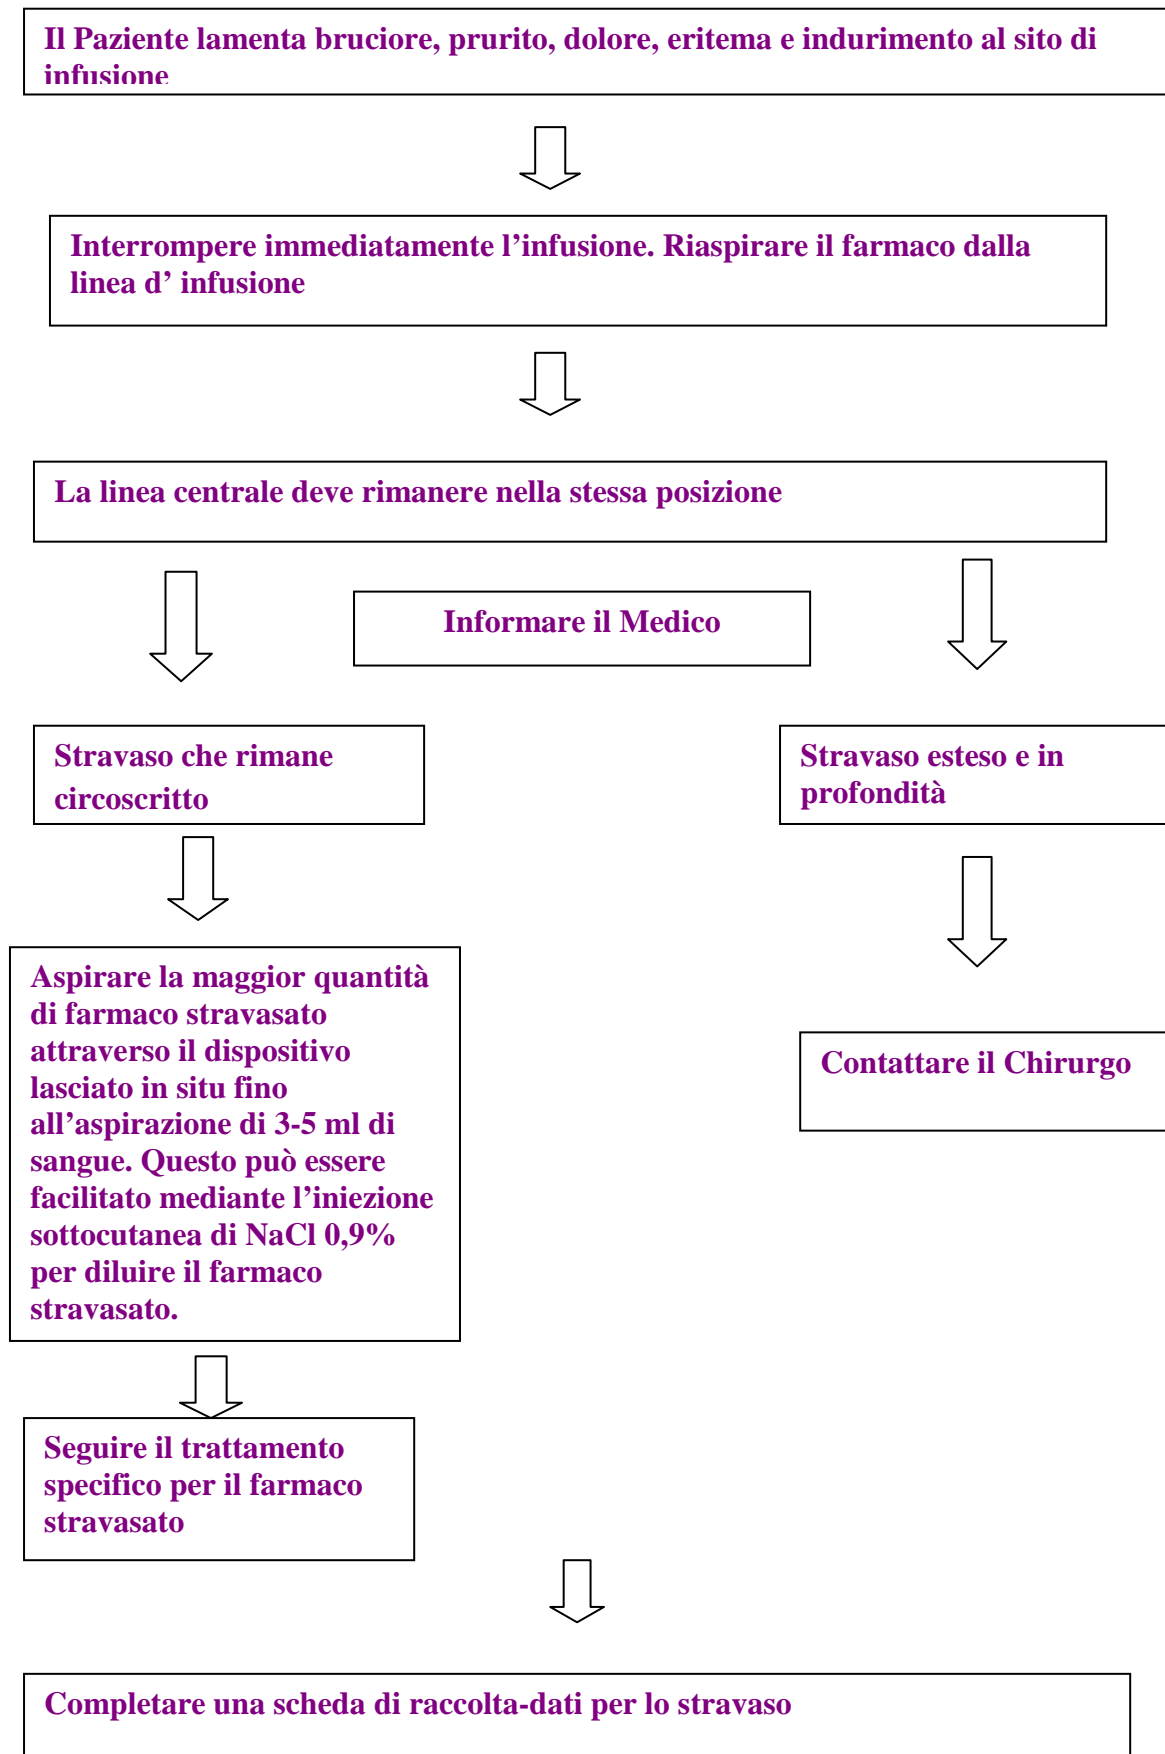 Il Paziente lamenta bruciore, prurito, dolore, eritema e indurimento al sito di
infusione
Interrompere immediatamente l’infusione. Riaspirare il farmaco dalla
linea d’ infusione
La linea centrale deve rimanere nella stessa posizione
Informare il Medico
Stravaso che rimane
circoscritto
Stravaso esteso e in
profondità
Aspirare la maggior quantità
di farmaco stravasato
attraverso il dispositivo
lasciato in situ fino
all’aspirazione di 3-5 ml di
sangue. Questo può essere
facilitato mediante l’iniezione
sottocutanea di NaCl 0,9%
per diluire il farmaco
stravasato.
Contattare il Chirurgo
Seguire il trattamento
specifico per il farmaco
stravasato
Completare una scheda di raccolta-dati per lo stravaso